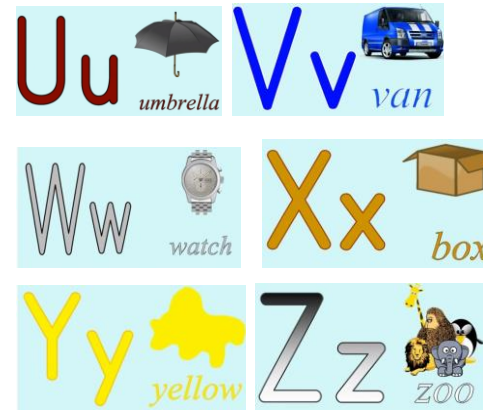 Uu umbrella
Vv van
Ww watch
Xx box
Yy yellow
Zz zoo